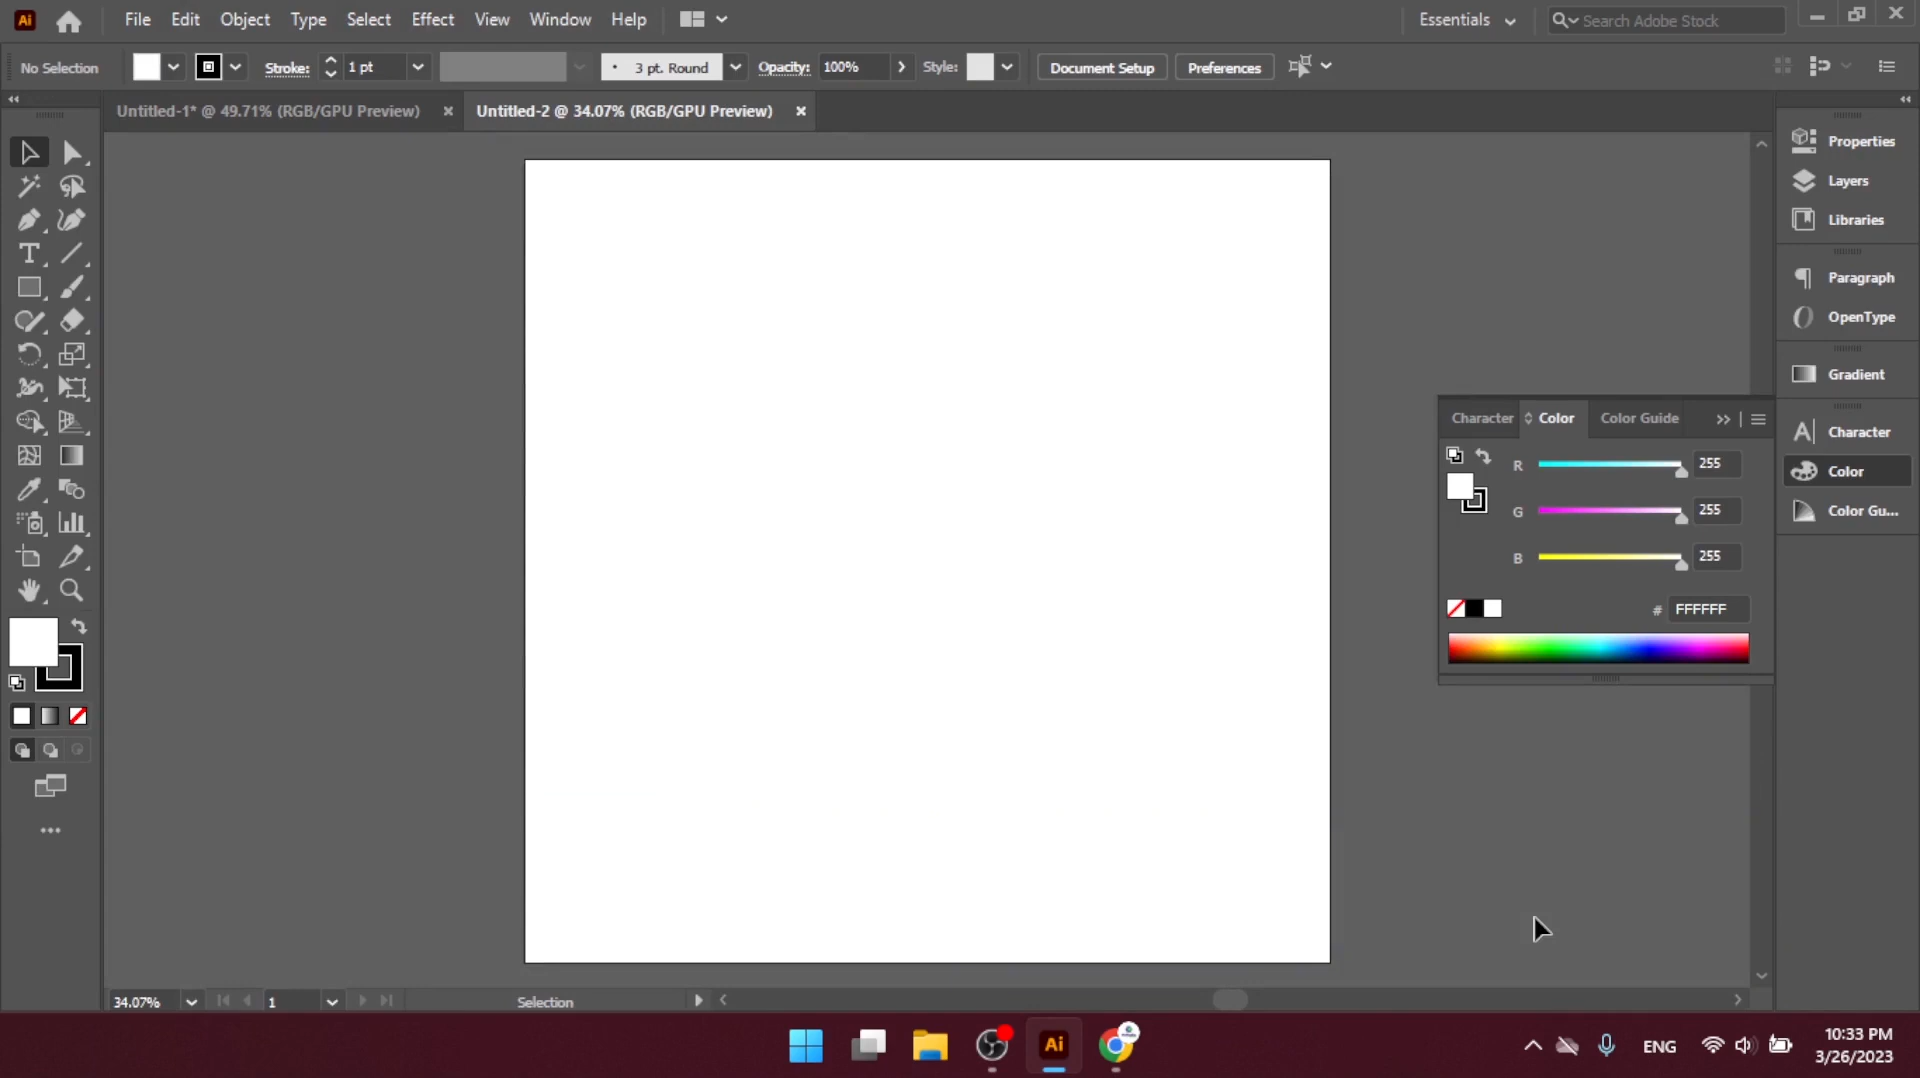 Ai File Edit Object Type Select Effect View Window Help Essentials Search Adobe Stock
No Selection Stroke: 1 pt 3 pt. Round Opacity: 100% Style: Document Setup Preferences
Untitled-1* @ 49.71% (RGB/GPU Preview) Untitled-2 @ 34.07% (RGB/GPU Preview)
Properties
Layers
Libraries
Paragraph
OpenType
Gradient
Character
Color
Color Gu...
Character Color Color Guide
R 255
G 255
B 255
# FFFFFF
34.07% 1 Selection
Ai ENG 10:33 PM
3/26/2023